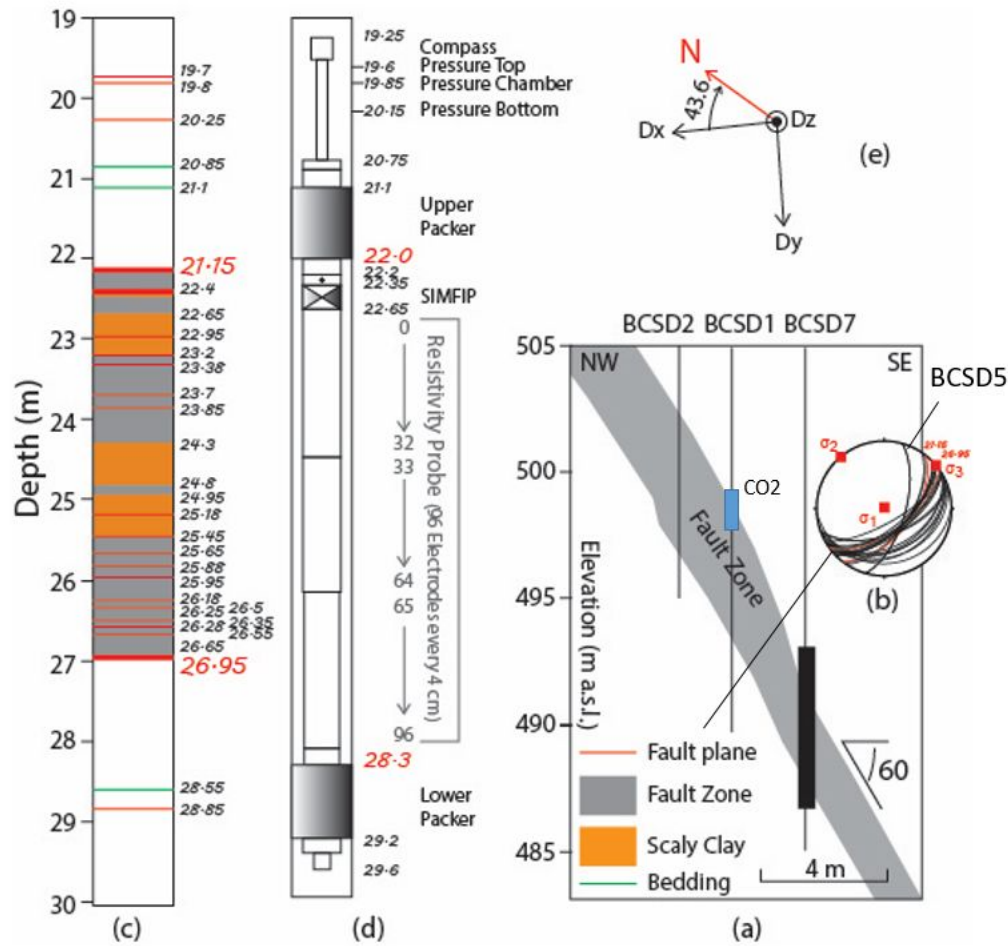 19
20
21
22
23
24
25
26
27
28
29
30
Depth (m)
19·7
19·8
20·25
20·85
21·1
21·15
22·4
22·65
22·95
23·2
23·38
23·7
23·85
24·3
24·8
24·95
25·18
25·45
25·65
25·88
25·95
26·18
26·25 26·5
26·28 26·35
26·55
26·65
26·95
(c)
19·25
Compass
19·6 Pressure Top
19·85 Pressure Chamber
20·15 Pressure Bottom
20·75
21·1
Upper
Packer
22·0
22·2
22·35
SIMFIP
22·65
0
32
33
64
65
96
Resistivity Probe (96 Electrodes every 4 cm)
28·3
Lower
Packer
29·2
29·6
(d)
28·55
28·85
N
43.6
Dx
Dz
Dy
(e)
BCSD2 BCSD1 BCSD7
505
500
495
490
485
Elevation (m a.s.l.)
NW
SE
BCSD5
CO2
Fault Zone
σ2
σ1
σ3
21·15
26·95
(b)
60
Fault plane
Fault Zone
Scaly Clay
Bedding
4 m
(a)